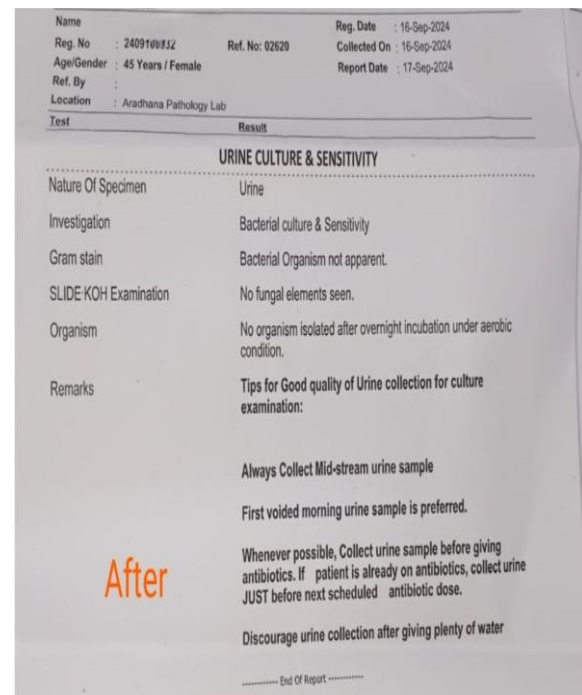 Name
Reg. Date : 16-Sep-2024
Reg. No : Ref. No: 02620 Collected On : 16-Sep-2024
Age/Gender : 45 Years / Female Report Date : 17-Sep-2024
Ref. By :
Location : Aradhana Pathology Lab
Test Result
URINE CULTURE & SENSITIVITY
Nature Of Specimen Urine
Investigation Bacterial culture & Sensitivity
Gram stain Bacterial Organism not apparent.
SLIDE-KOH Examination No fungal elements seen.
Organism No organism isolated after overnight incubation under aerobic
condition.
Remarks Tips for Good quality of Urine collection for culture
examination:
Always Collect Mid-stream urine sample
First voided morning urine sample is preferred.
Whenever possible, Collect urine sample before giving
antibiotics. If patient is already on antibiotics, collect urine
JUST before next scheduled antibiotic dose.
After
Discourage urine collection after giving plenty of water
------------ End Of Report ------------